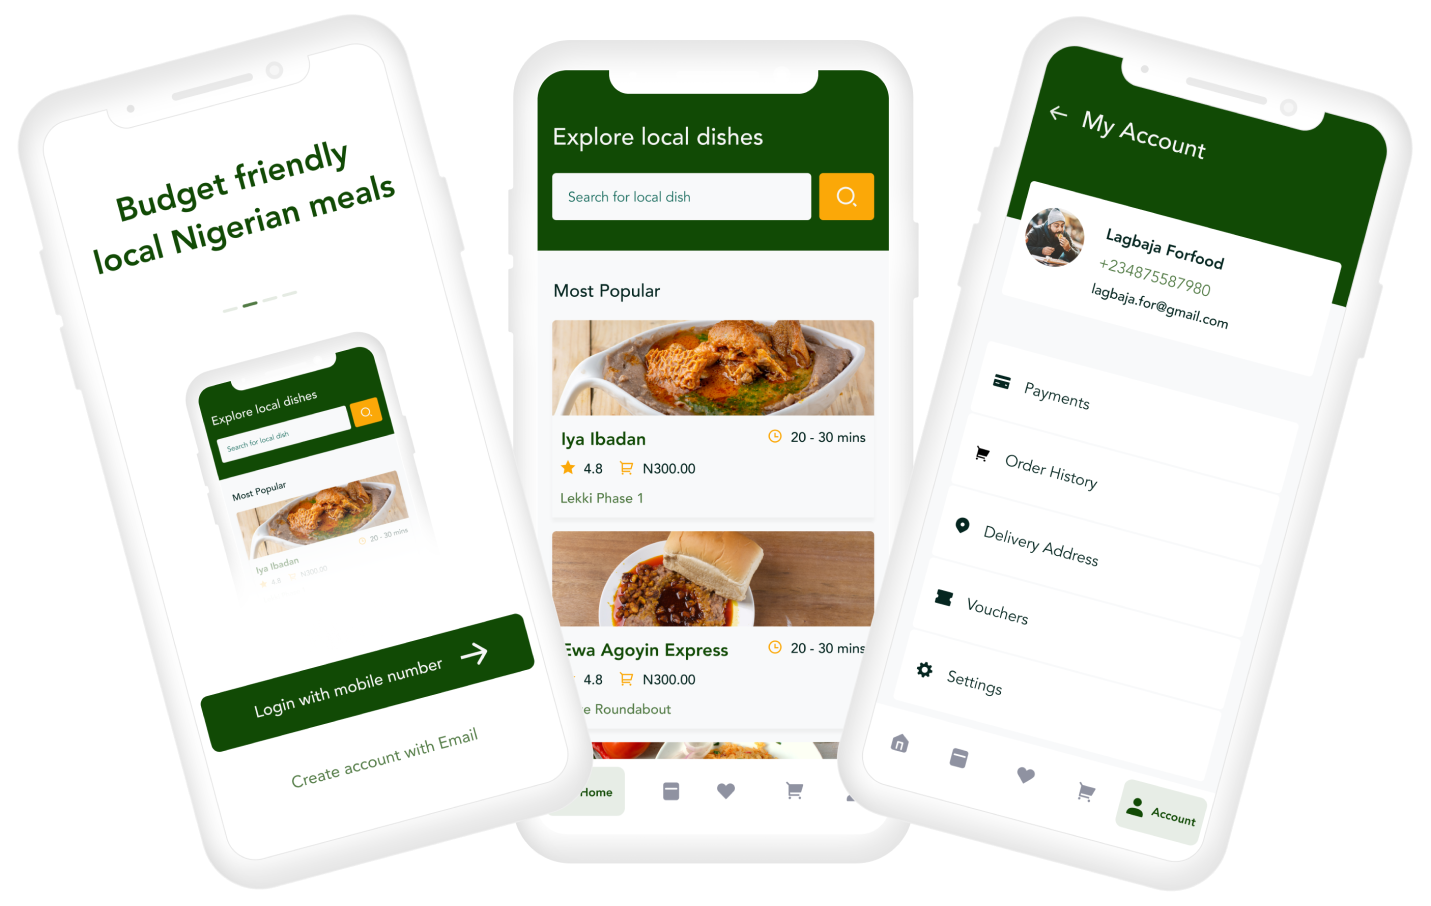 Budget friendly
local Nigerian meals
Explore local dishes
Search for local dish
Most Popular
Iya Ibadan
20 - 30 mins
4.8 N300.00
Login with mobile number
Create account with Email
Explore local dishes
Search for local dish
Most Popular
Iya Ibadan
20 - 30 mins
4.8 N300.00
Lekki Phase 1
Ewa Agoyin Express
20 - 30 mins
4.8 N300.00
Roundabout
Home
My Account
Lagbaja Forfood
+234875587980
lagbaja.for@gmail.com
Payments
Order History
Delivery Address
Vouchers
Settings
Account